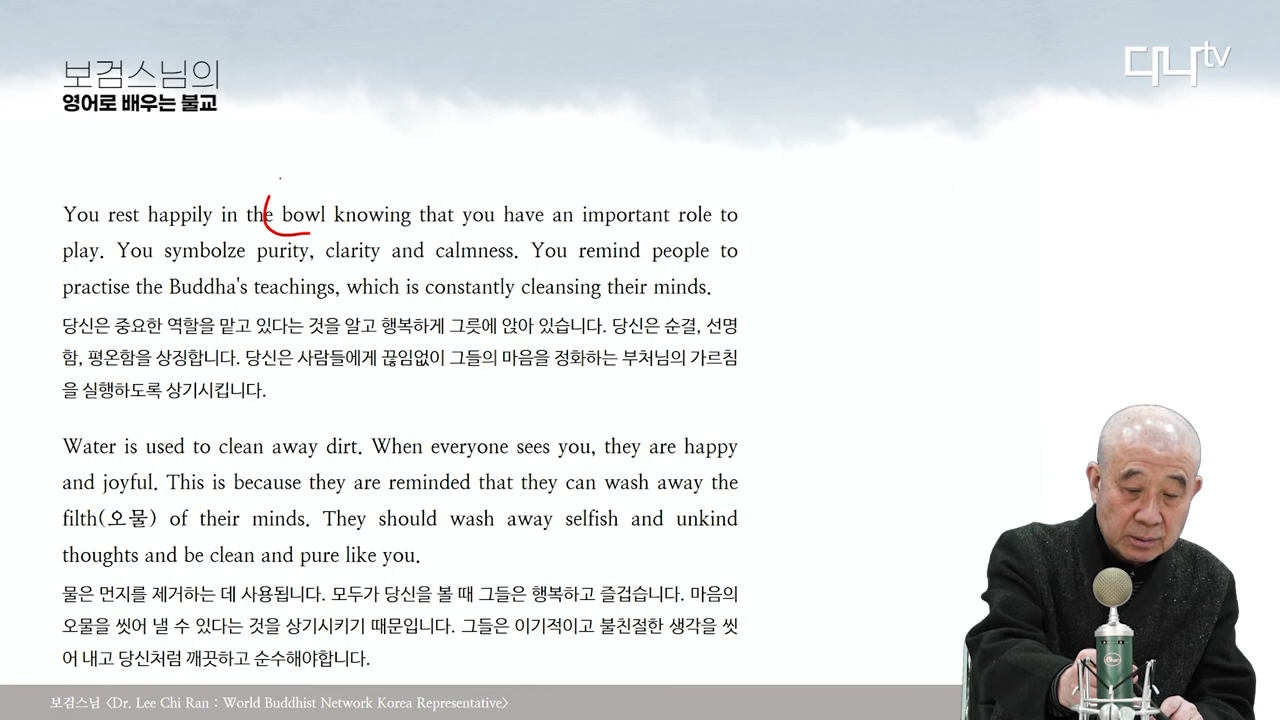 보검스님의
영어로 배우는 불교
다나tv
You rest happily in the bowl knowing that you have an important role to
play. You symbolze purity, clarity and calmness. You remind people to
practise the Buddha's teachings, which is constantly cleansing their minds.
당신은 중요한 역할을 맡고 있다는 것을 알고 행복하게 그릇에 앉아 있습니다. 당신은 순결, 선명
함, 평온함을 상징합니다. 당신은 사람들에게 끊임없이 그들의 마음을 정화하는 부처님의 가르침
을 실행하도록 상기시킵니다.
Water is used to clean away dirt. When everyone sees you, they are happy
and joyful. This is because they are reminded that they can wash away the
filth(오물) of their minds. They should wash away selfish and unkind
thoughts and be clean and pure like you.
물은 먼지를 제거하는 데 사용됩니다. 모두가 당신을 볼 때 그들은 행복하고 즐겁습니다. 마음의
오물을 씻어 낼 수 있다는 것을 상기시키기 때문입니다. 그들은 이기적이고 불친절한 생각을 씻
어 내고 당신처럼 깨끗하고 순수해야합니다.
보검스님 <Dr. Lee Chi Ran : World Buddhist Network Korea Representative>
Blue